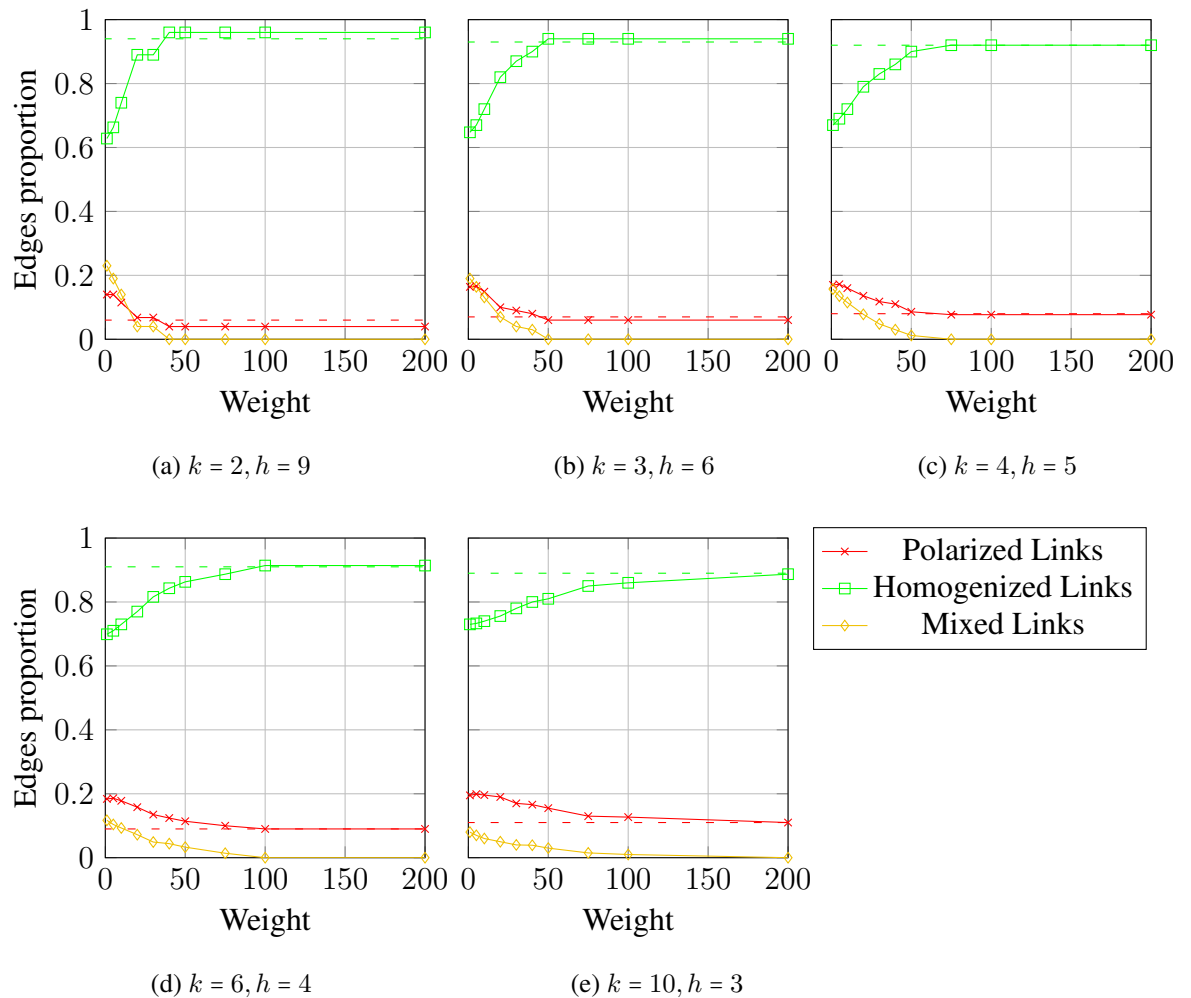 Edges proportion
1
0.8
0.6
0.4
0.2
0
0 50 100 150 200
Weight
(a) k = 2, h = 9
0 50 100 150 200
Weight
(b) k = 3, h = 6
0 50 100 150 200
Weight
(c) k = 4, h = 5
Edges proportion
1
0.8
0.6
0.4
0.2
0
0 50 100 150 200
Weight
(d) k = 6, h = 4
0 50 100 150 200
Weight
(e) k = 10, h = 3
Polarized Links
Homogenized Links
Mixed Links